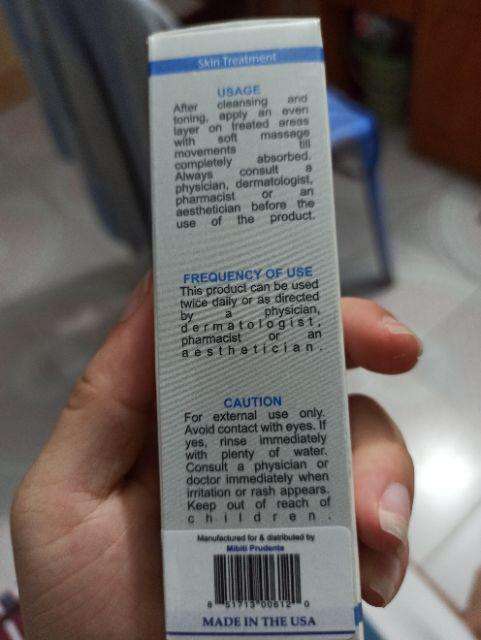 Skin Treatment
USAGE
After cleansing and
toning, apply an even
layer on treated areas
with soft massage
movements till
completely absorbed.
Always consult a
physician, dermatologist,
pharmacist or an
aesthetician before the
use of the product.
FREQUENCY OF USE
This product can be used
twice daily or as directed
by a physician,
dermatologist,
pharmacist or an
aesthetician.
CAUTION
For external use only.
Avoid contact with eyes. If
yes, rinse immediately
with plenty of water.
Consult a physician or
doctor immediately when
irritation or rash appears.
Keep out of reach of
children.
Manufactured for & distributed by
Mibiti Prudente
8 51713 00612 0
MADE IN THE USA